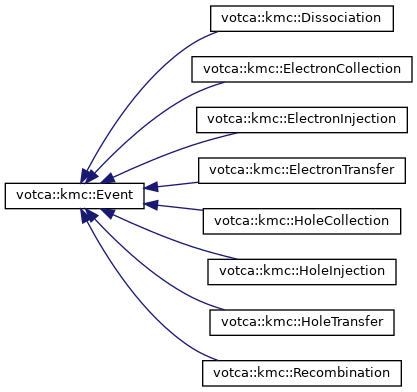 votca::kmc::Dissociation
votca::kmc::ElectronCollection
votca::kmc::ElectronInjection
votca::kmc::ElectronTransfer
votca::kmc::Event
votca::kmc::HoleCollection
votca::kmc::HoleInjection
votca::kmc::HoleTransfer
votca::kmc::Recombination